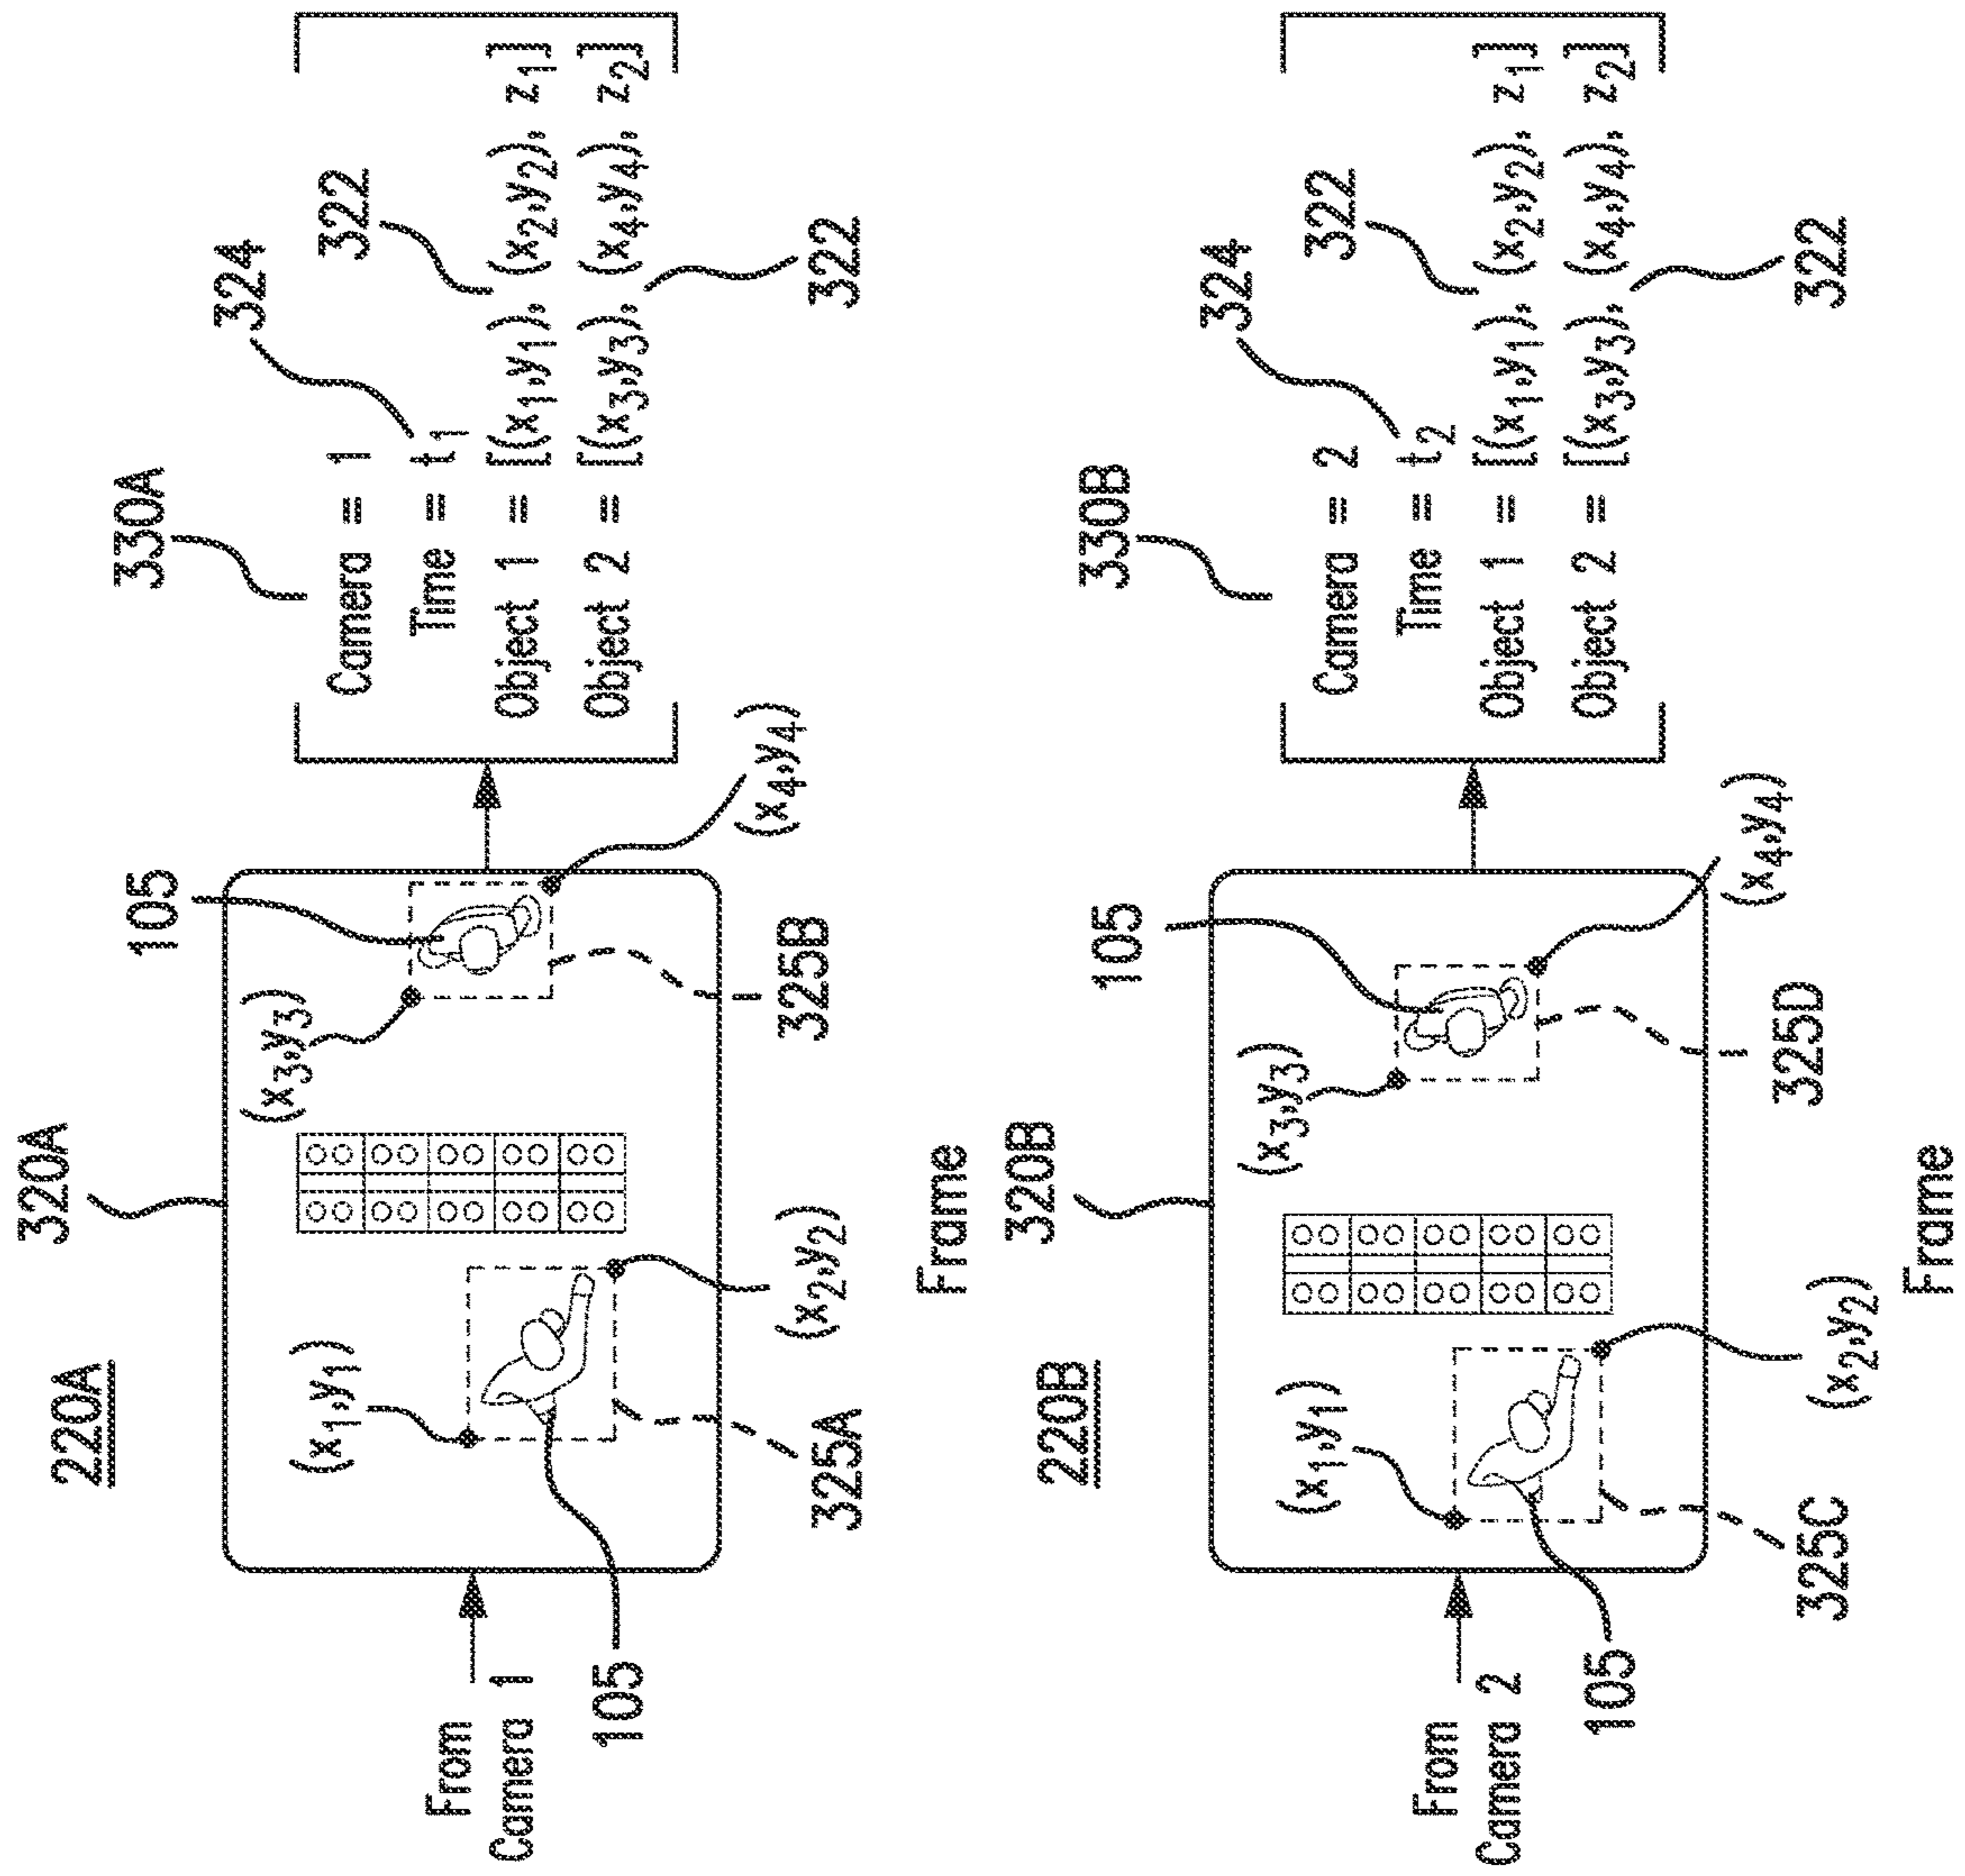 220A
320A
From
Camera 1
105
(x1,y1)
325A
(x2,y2)
(x3,y3)
105
325B
(x4,y4)
Frame
330A
324
322
Camera = 1
Time = t1
Object 1 = [(x1,y1), (x2,y2), z1]
Object 2 = [(x3,y3), (x4,y4), z2]
322
220B
320B
From
Camera 2
105
(x1,y1)
325C
(x2,y2)
(x3,y3)
105
325D
(x4,y4)
Frame
330B
324
322
Camera = 2
Time = t2
Object 1 = [(x1,y1), (x2,y2), z1]
Object 2 = [(x3,y3), (x4,y4), z2]
322